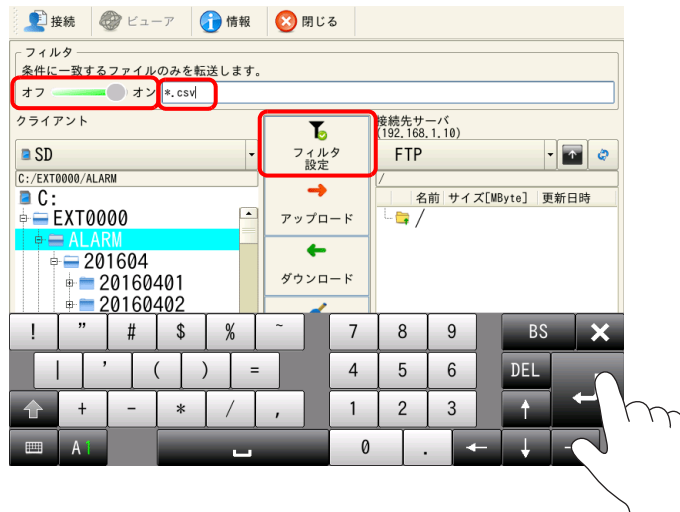 接続 ビューア 情報 閉じる
フィルタ
条件に一致するファイルのみを転送します。
オフ オン *.csv
クライアント
接続先サーバ
(192.168.1.10)
SD
フィルタ
設定
FTP
C:/EXT0000/ALARM
/
C:
名前 サイズ[MByte] 更新日時
EXT0000
アップロード
/
ALARM
201604
20160401
ダウンロード
20160402
! ” # $ % ~ 7 8 9 BS ×
| ' ( ) = 4 5 6 DEL
+ - * / , 1 2 3 ↑
A1 0 . ← ↓